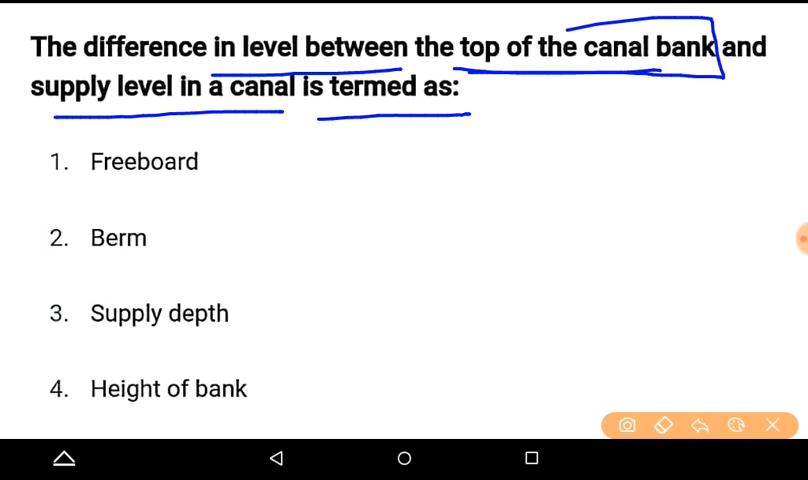 The difference in level between the top of the canal bank and
supply level in a canal is termed as:
1. Freeboard
2. Berm
3. Supply depth
4. Height of bank